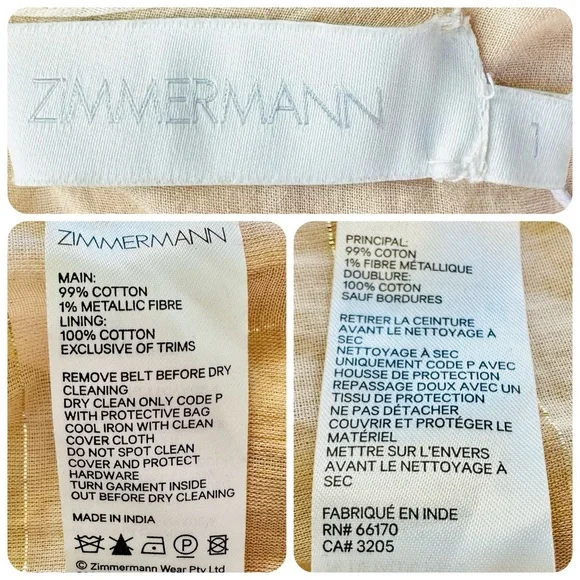 ZIMMERMANN
1
ZIMMERMANN
MAIN:
99% COTTON
1% METALLIC FIBRE
LINING:
100% COTTON
EXCLUSIVE OF TRIMS
REMOVE BELT BEFORE DRY
CLEANING
DRY CLEAN ONLY CODE P
WITH PROTECTIVE BAG
COOL IRON WITH CLEAN
COVER CLOTH
DO NOT SPOT CLEAN
COVER AND PROTECT
HARDWARE
TURN GARMENT INSIDE
OUT BEFORE DRY CLEANING
MADE IN INDIA
P
© Zimmermann Wear Pty Ltd
PRINCIPAL:
99% COTON
1% FIBRE MÉTALLIQUE
DOUBLURE:
100% COTON
SAUF BORDURES
RETIRER LA CEINTURE
AVANT LE NETTOYAGE À
SEC
NETTOYAGE À SEC
UNIQUEMENT CODE P AVEC
HOUSSE DE PROTECTION
REPASSAGE DOUX AVEC UN
TISSU DE PROTECTION
NE PAS DÉTACHER
COUVRIR ET PROTÉGER LE
MATÉRIEL
METTRE SUR L'ENVERS
AVANT LE NETTOYAGE À
SEC
FABRIQUÉ EN INDE
RN# 66170
CA# 3205